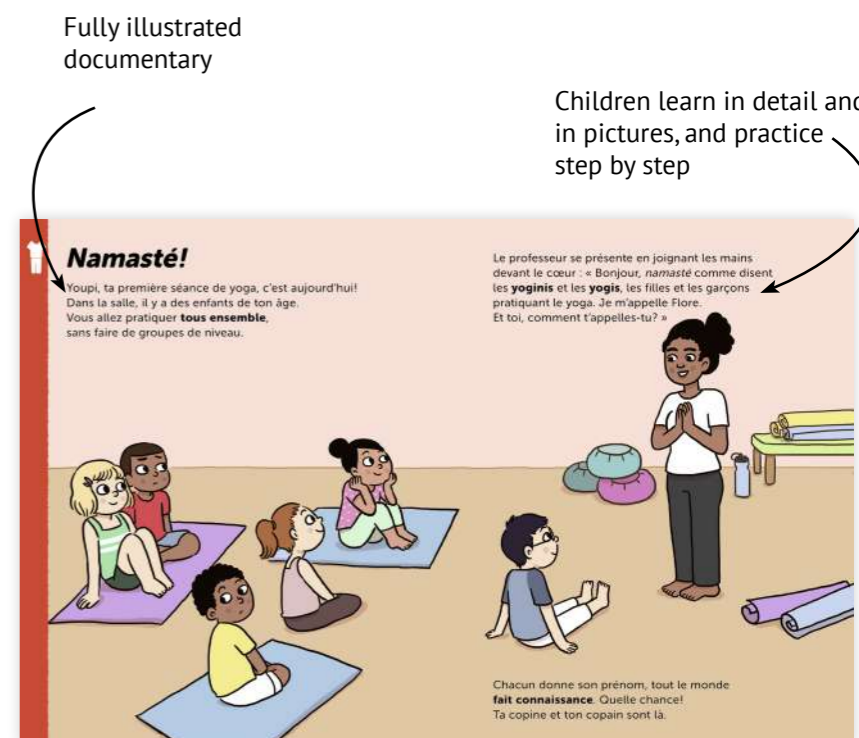 Fully illustrated
documentary
Children learn in detail and
in pictures, and practice
step by step
Namasté!
Youpi, ta première séance de yoga, c'est aujourd'hui!
Dans la salle, il y a des enfants de ton âge.
Vous allez pratiquer tous ensemble,
sans faire de groupes de niveau.
Le professeur se présente en joignant les mains
devant le cœur : « Bonjour, namasté comme disent
les yoginis et les yogis, les filles et les garçons
pratiquant le yoga. Je m'appelle Flore.
Et toi, comment t'appelles-tu? »
Chacun donne son prénom, tout le monde
fait connaissance. Quelle chance!
Ta copine et ton copain sont là.